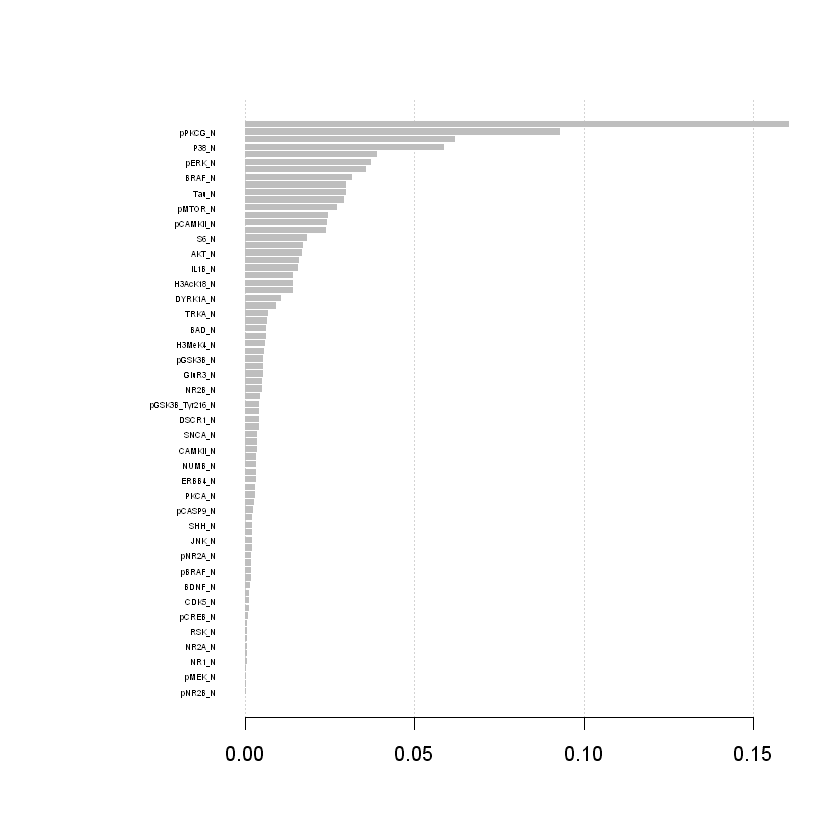 pPKCG_N
P38_N
pERK_N
BRAF_N
Tau_N
pMTOR_N
pCAMKII_N
S6_N
AKT_N
IL1B_N
H3AcK18_N
DYRK1A_N
TRKA_N
BAD_N
H3MeK4_N
pGSK3B_N
GluR3_N
NR2B_N
pGSK3B_Tyr216_N
DSCR1_N
SNCA_N
CAMKII_N
NUMB_N
ERBB4_N
PKCA_N
pCASP9_N
SHH_N
JNK_N
pNR2A_N
pBRAF_N
BDNF_N
CDK5_N
pCREB_N
RSK_N
NR2A_N
NR1_N
pMEK_N
pNR2B_N
0.00 0.05 0.10 0.15